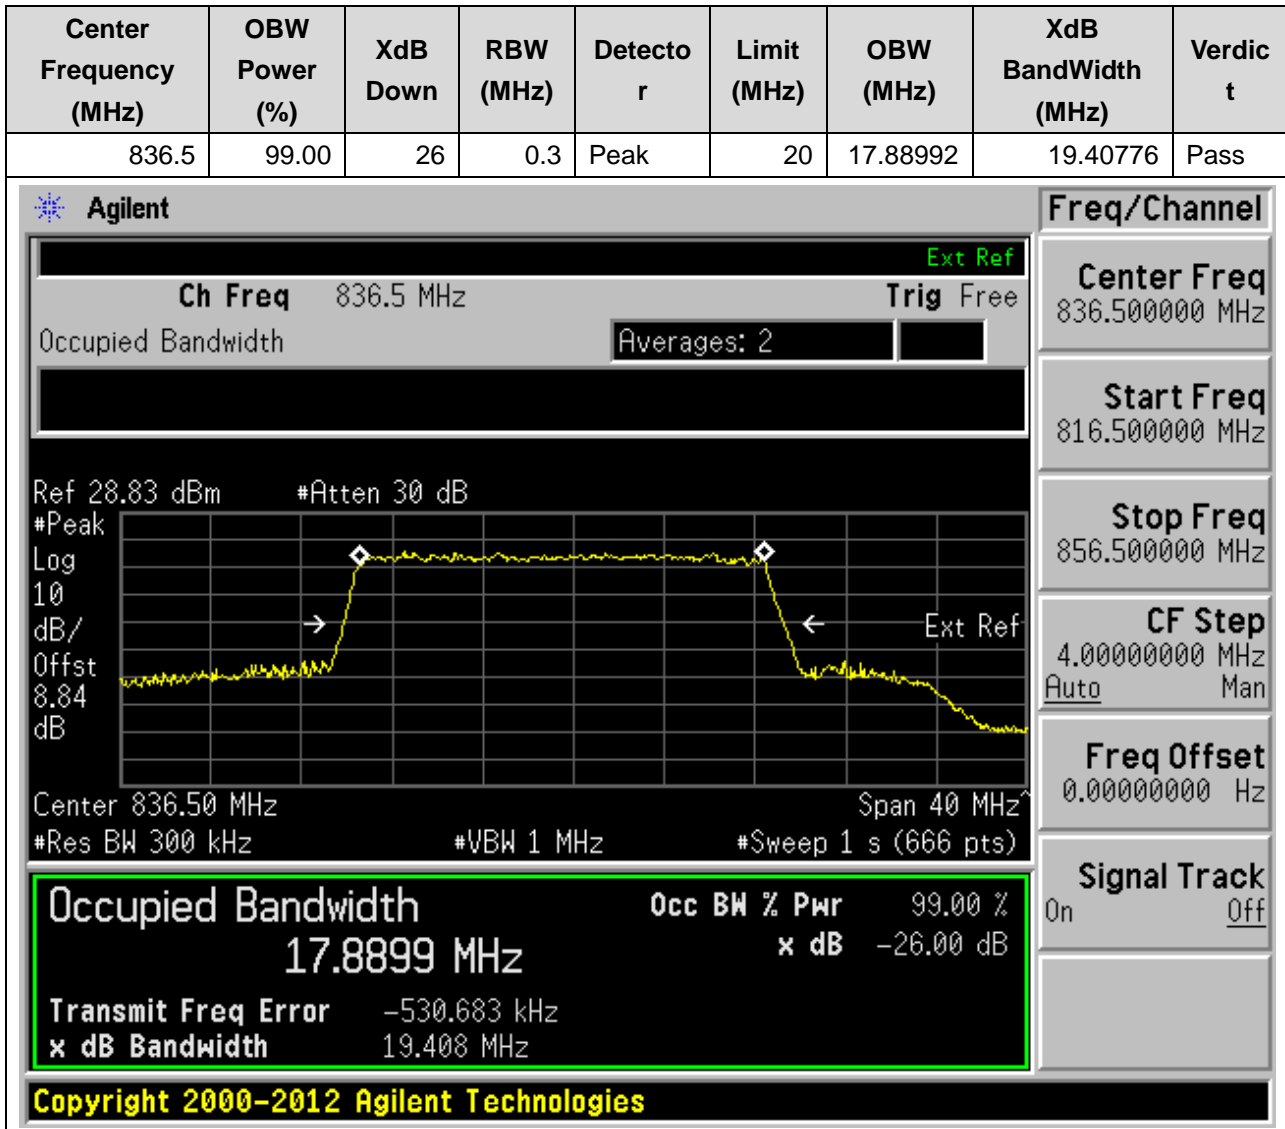 Center Frequency (MHz) OBW Power (%) XdB Down RBW (MHz) Detecto r Limit (MHz) OBW (MHz) XdB BandWidth (MHz) Verdic t
836.5 99.00 26 0.3 Peak 20 17.88992 19.40776 Pass
Agilent
Freq/Channel
Ext Ref
Ch Freq 836.5 MHz Trig Free
Occupied Bandwidth Averages: 2
Ref 28.83 dBm #Atten 30 dB
#Peak
Log
10
dB/
Offst
8.84
dB
Ext Ref
Center 836.50 MHz Span 40 MHz^
#Res BW 300 kHz #VBW 1 MHz #Sweep 1 s (666 pts)
Occupied Bandwidth Occ BW % Pwr 99.00 %
17.8899 MHz x dB -26.00 dB
Transmit Freq Error -530.683 kHz
x dB Bandwidth 19.408 MHz
Center Freq
836.500000 MHz
Start Freq
816.500000 MHz
Stop Freq
856.500000 MHz
CF Step
4.00000000 MHz
Auto Man
Freq Offset
0.00000000 Hz
Signal Track
On Off
Copyright 2000-2012 Agilent Technologies